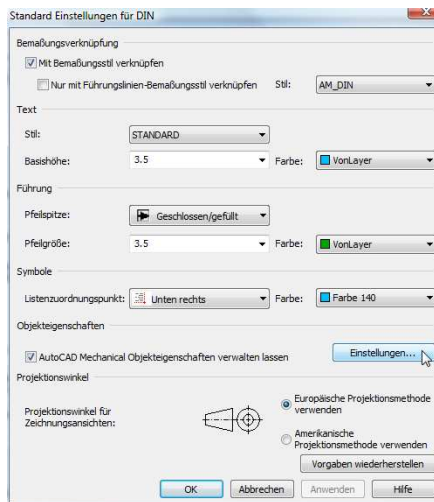 Standard Einstellungen für DIN
Bemaßungsverknüpfung
Mit Bemaßungsstil verknüpfen
Nur mit Führungslinien-Bemaßungsstil verknüpfen Stil: AM_DIN
Text
Stil: STANDARD
Basishöhe: 3.5 Farbe: VonLayer
Führung
Pfeilspitze: Geschlossen/gefüllt
Pfeilgröße: 3.5 Farbe: VonLayer
Symbole
Listenzuordnungspunkt: Unten rechts Farbe: Farbe 140
Objekteigenschaften
AutoCAD Mechanical Objekteigenschaften verwalten lassen Einstellungen...
Projektionswinkel
Projektionswinkel für
Zeichnungsansichten:
Europäische Projektionsmethode
verwenden
Amerikanische
Projektionsmethode verwenden
Vorgaben wiederherstellen
OK Abbrechen Anwenden Hilfe